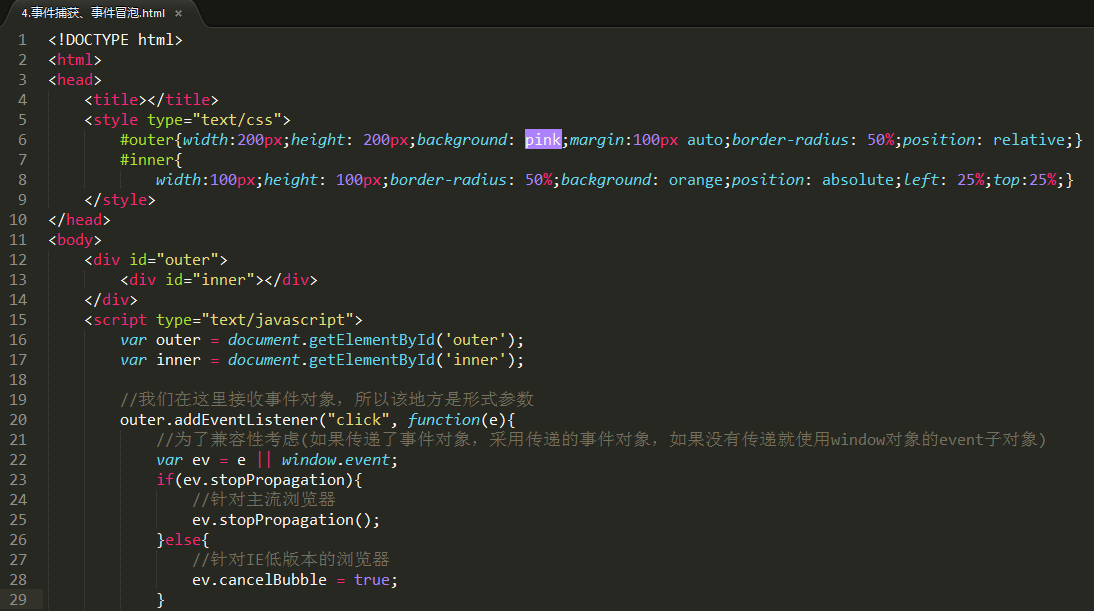 4.事件捕获、事件冒泡.html ×
1 <!DOCTYPE html>
2 <html>
3 <head>
4 <title></title>
5 <style type="text/css">
6 #outer{width:200px;height: 200px;background: pink;margin:100px auto;border-radius: 50%;position: relative;}
7 #inner{
8 width:100px;height: 100px;border-radius: 50%;background: orange;position: absolute;left: 25%;top:25%;}
9 </style>
10 </head>
11 <body>
12 <div id="outer">
13 <div id="inner"></div>
14 </div>
15 <script type="text/javascript">
16 var outer = document.getElementById('outer');
17 var inner = document.getElementById('inner');
18
19 //我们在这里接收事件对象，所以该地方是形式参数
20 outer.addEventListener("click", function(e){
21 //为了兼容性考虑(如果传递了事件对象，采用传递的事件对象，如果没有传递就使用window对象的event子对象)
22 var ev = e || window.event;
23 if(ev.stopPropagation){
24 //针对主流浏览器
25 ev.stopPropagation();
26 }else{
27 //针对IE低版本的浏览器
28 ev.cancelBubble = true;
29 }